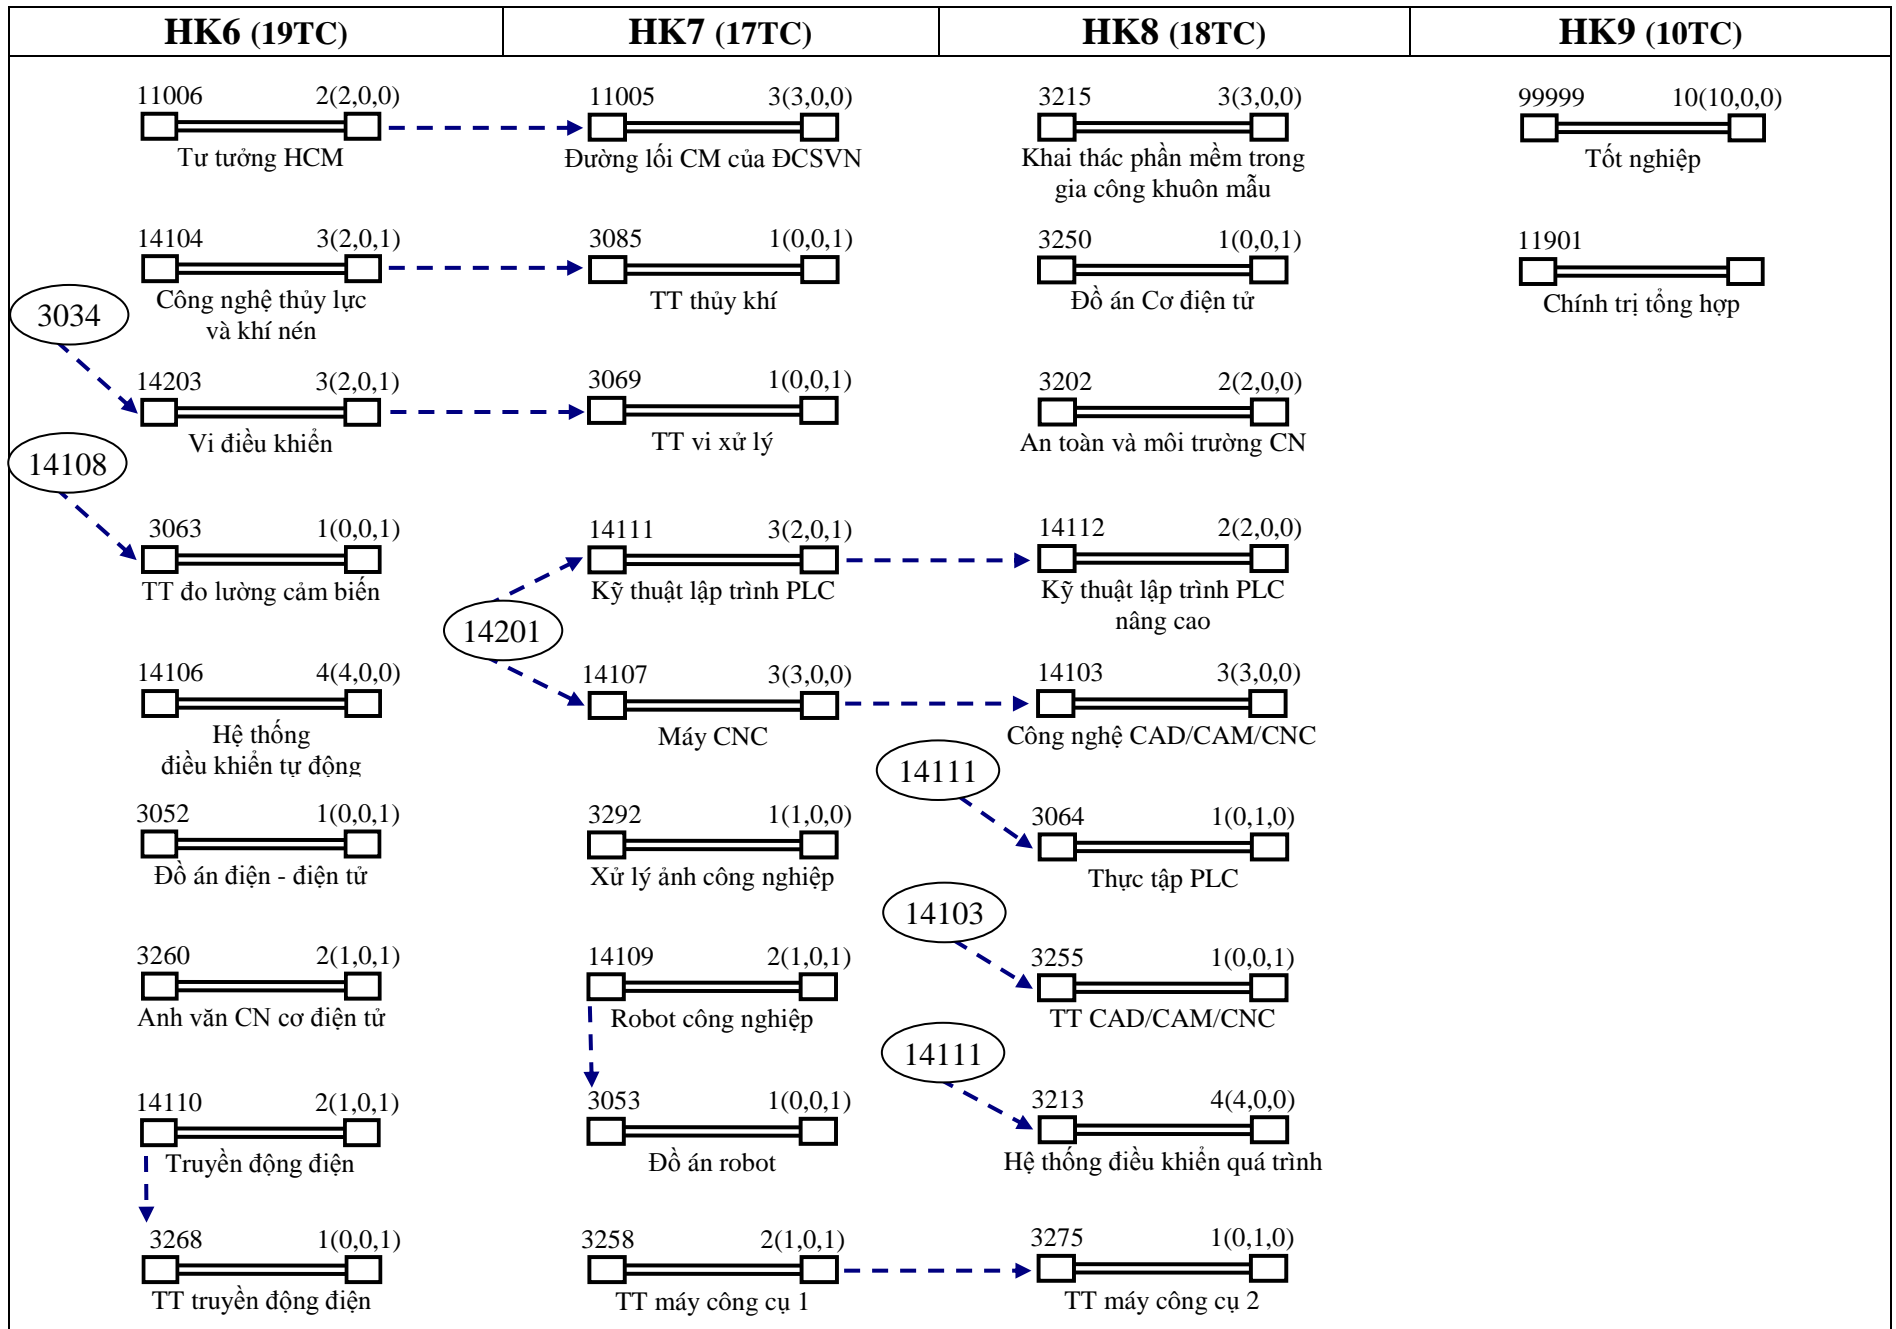 HK6 (19TC)
HK7 (17TC)
HK8 (18TC)
HK9 (10TC)
11006 2(2,0,0)
Tư tưởng HCM
11005 3(3,0,0)
Đường lối CM của ĐCSVN
3215 3(3,0,0)
Khai thác phần mềm trong
gia công khuôn mẫu
99999 10(10,0,0)
Tốt nghiệp
14104 3(2,0,1)
Công nghệ thủy lực
và khí nén
3085 1(0,0,1)
TT thủy khí
3250 1(0,0,1)
Đồ án Cơ điện tử
11901
Chính trị tổng hợp
3034
14203 3(2,0,1)
Vi điều khiển
3069 1(0,0,1)
TT vi xử lý
3202 2(2,0,0)
An toàn và môi trường CN
14108
3063 1(0,0,1)
TT đo lường cảm biến
14111 3(2,0,1)
Kỹ thuật lập trình PLC
14112 2(2,0,0)
Kỹ thuật lập trình PLC
nâng cao
14201
14106 4(4,0,0)
Hệ thống
điều khiển tự động
14107 3(3,0,0)
Máy CNC
14103 3(3,0,0)
Công nghệ CAD/CAM/CNC
14111
3052 1(0,0,1)
Đồ án điện - điện tử
3292 1(1,0,0)
Xử lý ảnh công nghiệp
3064 1(0,1,0)
Thực tập PLC
14103
3260 2(1,0,1)
Anh văn CN cơ điện tử
14109 2(1,0,1)
Robot công nghiệp
3255 1(0,0,1)
TT CAD/CAM/CNC
14111
14110 2(1,0,1)
Truyền động điện
3053 1(0,0,1)
Đồ án robot
3213 4(4,0,0)
Hệ thống điều khiển quá trình
3268 1(0,0,1)
TT truyền động điện
3258 2(1,0,1)
TT máy công cụ 1
3275 1(0,1,0)
TT máy công cụ 2